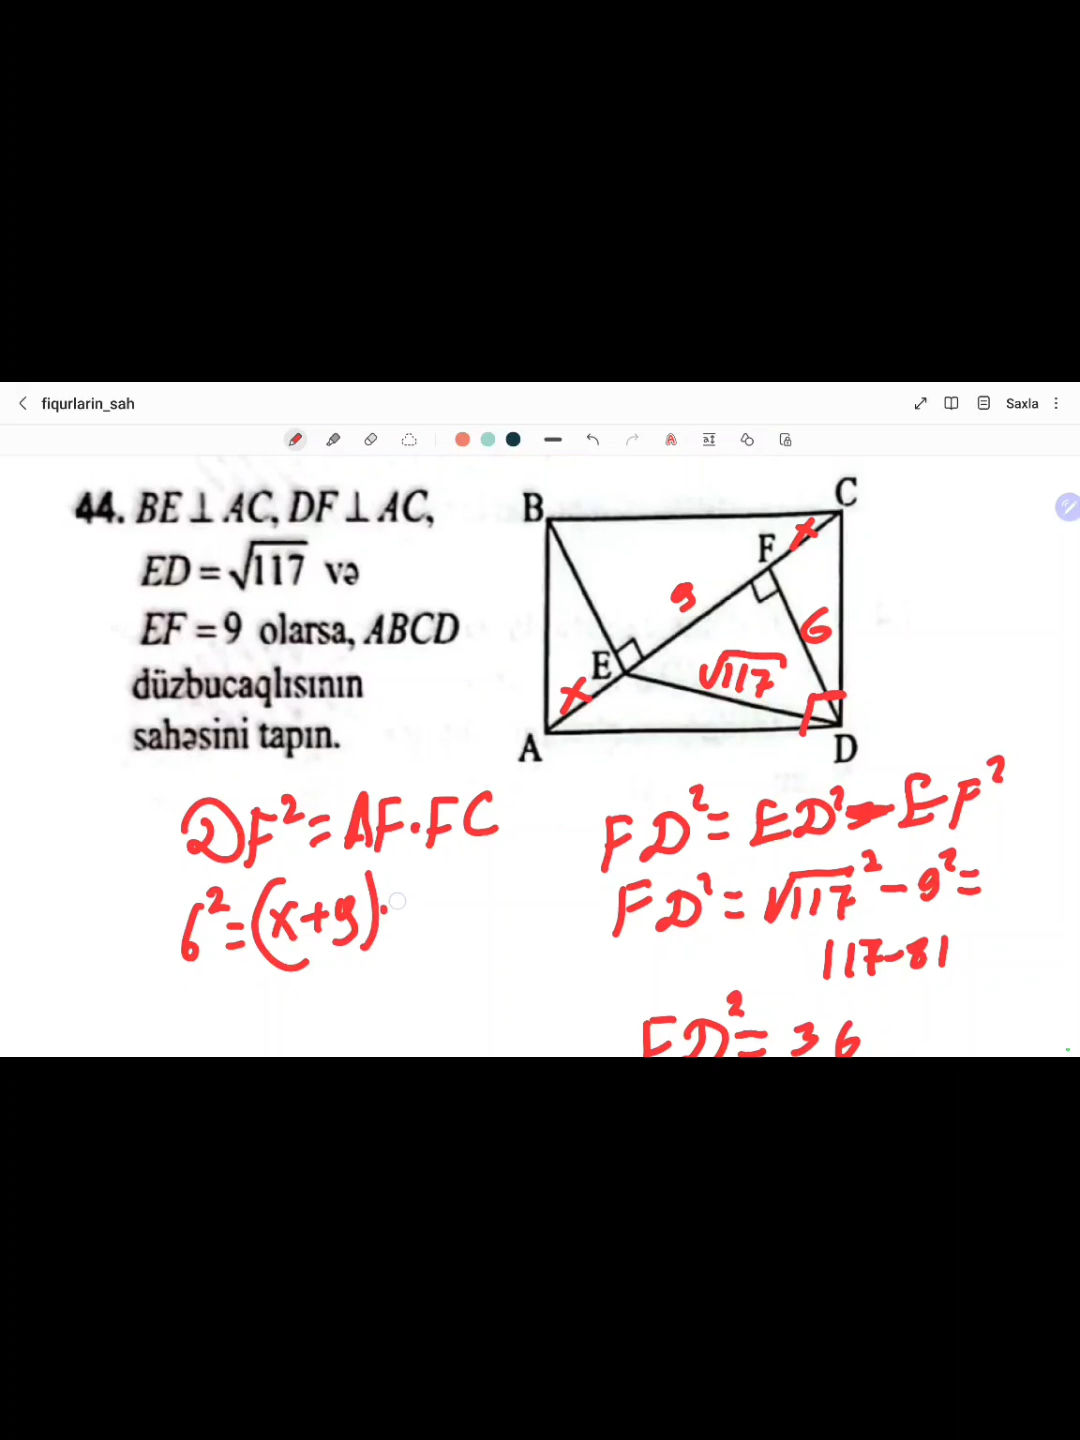 fiqurlarin_sah
Saxla
44. BE⊥AC, DF⊥AC,
ED = √117 və
EF = 9 olarsa, ABCD
düzbucaqlısının
sahəsini tapın.
B
C
F
x
9
6
E
√117
x
A
D
DF² = AF·FC
6² = (x+9)·
FD² = ED² - EF²
FD² = √117² - 9² =
117-81
FD² = 36